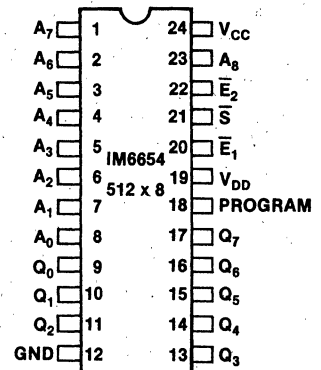 A7 1 24 VCC
A6 2 23 A8
A5 3 22 E̅2
A4 4 21 S̅
A3 5 20 E̅1
IM6654
A2 6 19 VDD
512 x 8
A1 7 18 PROGRAM
A0 8 17 Q7
Q0 9 16 Q6
Q1 10 15 Q5
Q2 11 14 Q4
GND 12 13 Q3